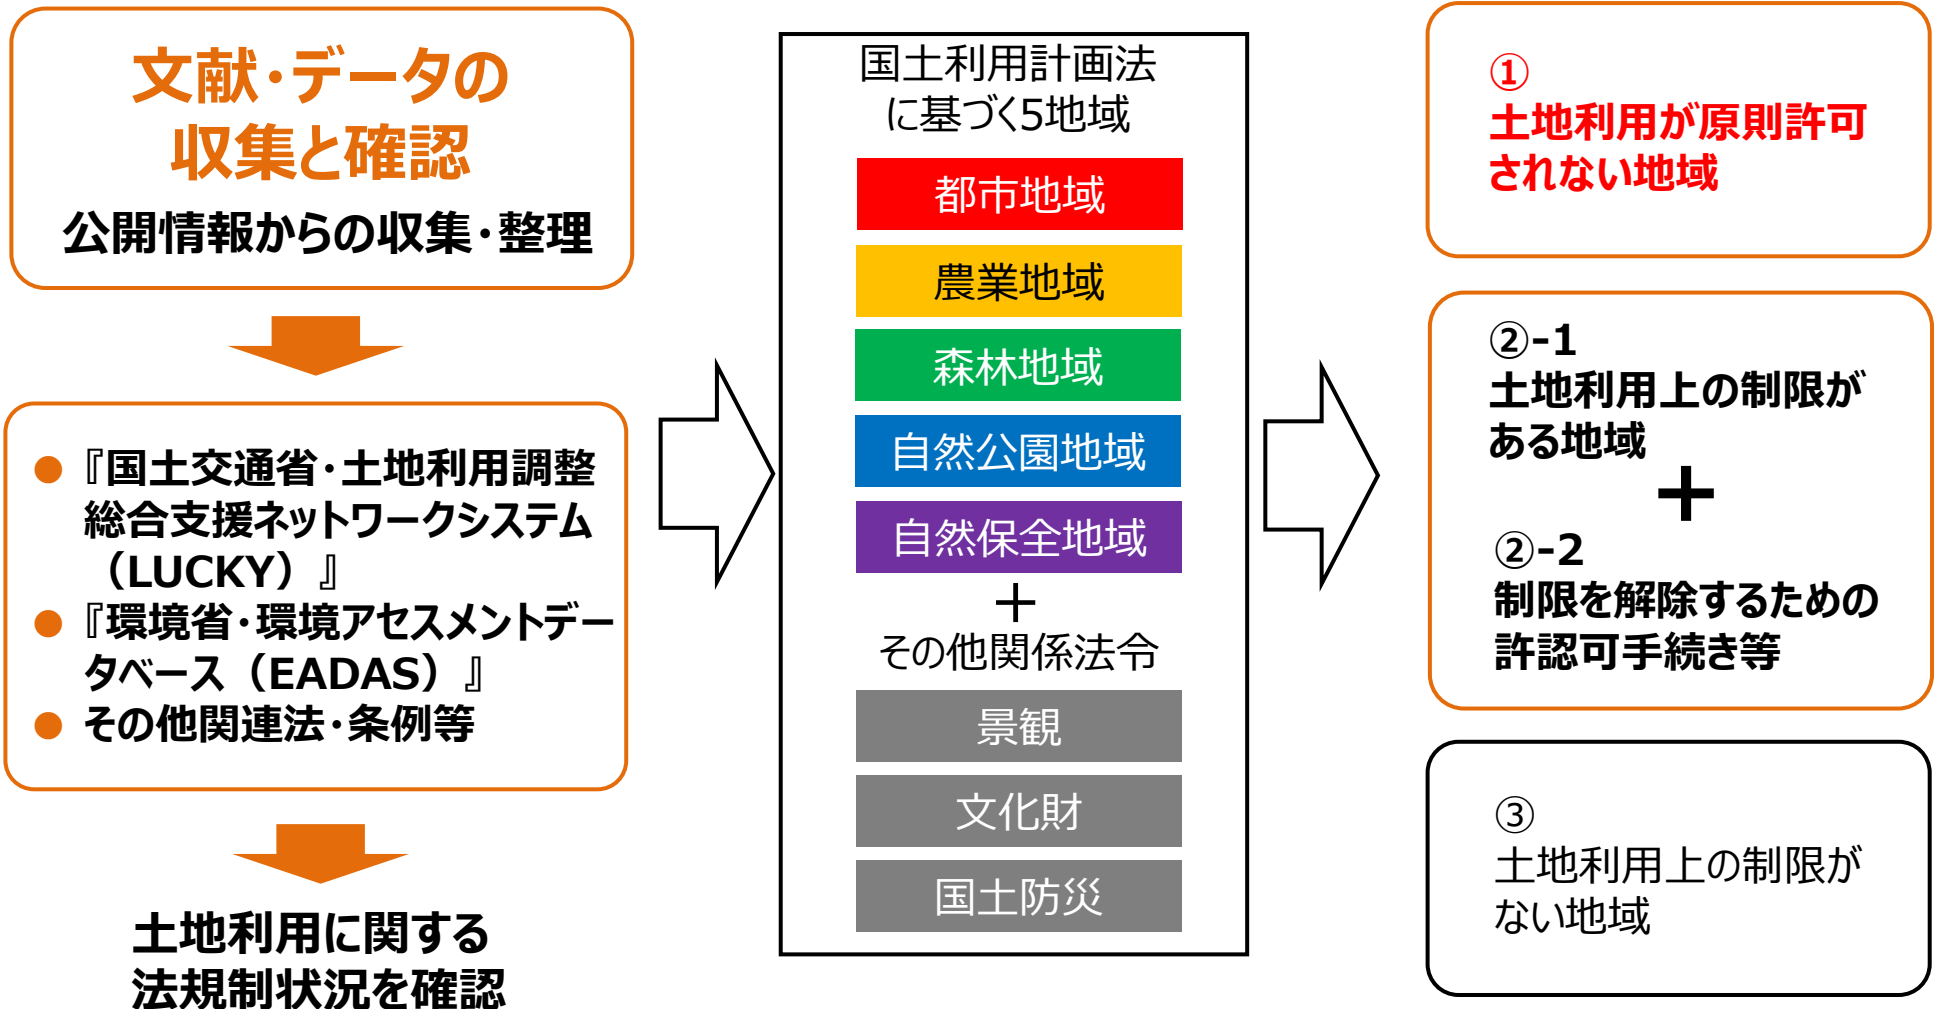 文献・データの
収集と確認
公開情報からの収集・整理
● 『国土交通省・土地利用調整
総合支援ネットワークシステム
（LUCKY）』
● 『環境省・環境アセスメントデー
タベース（EADAS）』
● その他関連法・条例等
土地利用に関する
法規制状況を確認
国土利用計画法
に基づく5地域
都市地域
農業地域
森林地域
自然公園地域
自然保全地域
＋
その他関係法令
景観
文化財
国土防災
①
土地利用が原則許可
されない地域
②-1
土地利用上の制限が
ある地域
＋
②-2
制限を解除するための
許認可手続き等
③
土地利用上の制限が
ない地域